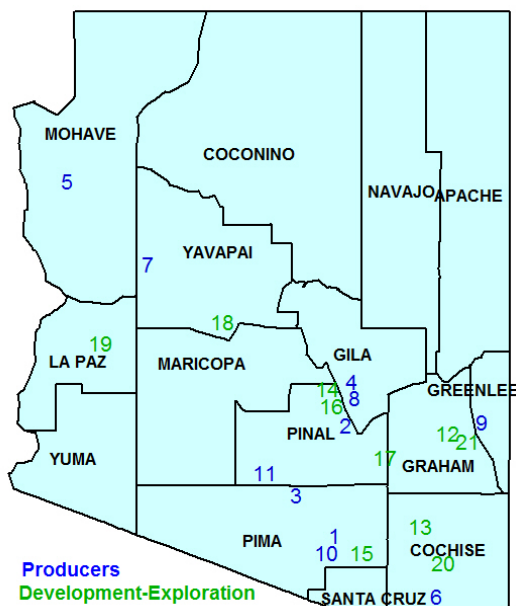 MOHAVE
COCONINO
NAVAJO
APACHE
5
YAVAPAI
7
18
19
LA PAZ
MARICOPA
GILA
4
14
8
16
GREENLEE
2
PINAL
9
12
21
YUMA
17
GRAHAM
11
3
13
1
PIMA
10
15
COCHISE
20
Producers
Development-Exploration
SANTA CRUZ
6